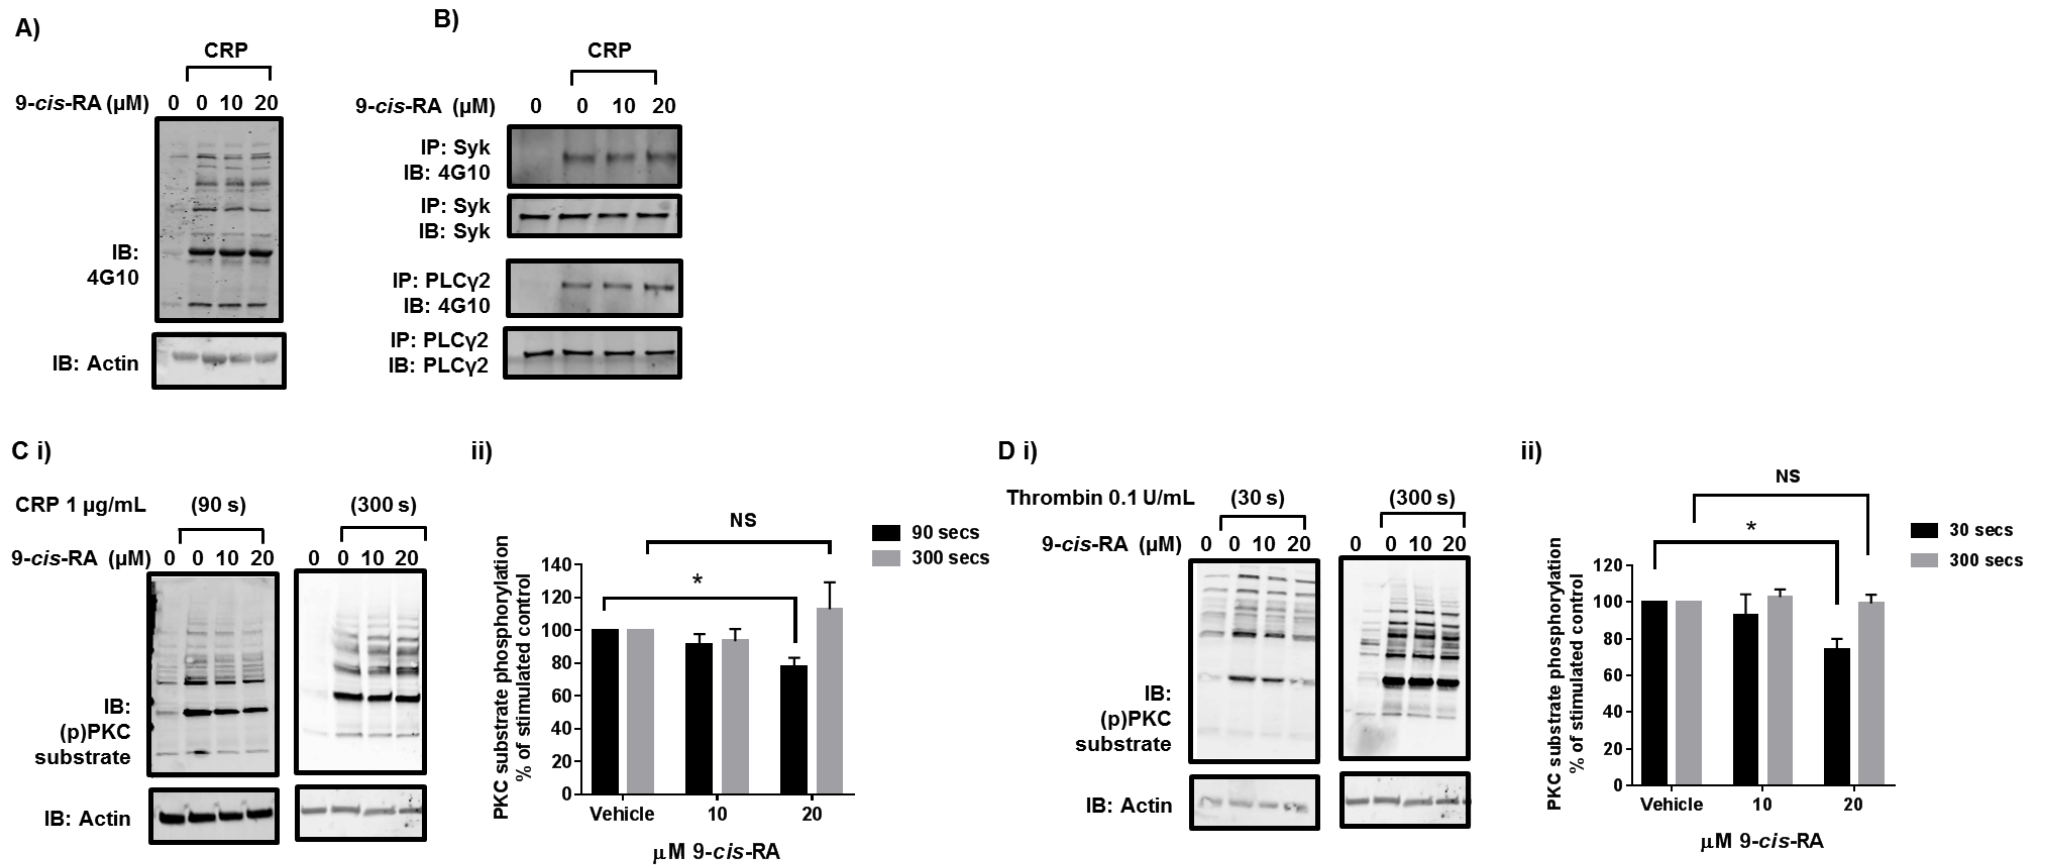 A)
CRP
9-cis-RA (µM) 0 0 10 20
IB:
4G10
IB: Actin
B)
CRP
9-cis-RA (µM) 0 0 10 20
IP: Syk
IB: 4G10
IP: Syk
IB: Syk
IP: PLCγ2
IB: 4G10
IP: PLCγ2
IB: PLCγ2
C i)
CRP 1 µg/mL (90 s) (300 s)
9-cis-RA (µM) 0 0 10 20 0 0 10 20
IB:
(p)PKC
substrate
IB: Actin
ii)
NS
*
90 secs
300 secs
PKC substrate phosphorylation
% of stimulated control
140
120
100
80
60
40
20
0
Vehicle 10 20
µM 9-cis-RA
D i)
Thrombin 0.1 U/mL (30 s) (300 s)
9-cis-RA (µM) 0 0 10 20 0 0 10 20
IB:
(p)PKC
substrate
IB: Actin
ii)
NS
*
30 secs
300 secs
PKC substrate phosphorylation
% of stimulated control
120
100
80
60
40
20
0
Vehicle 10 20
µM 9-cis-RA